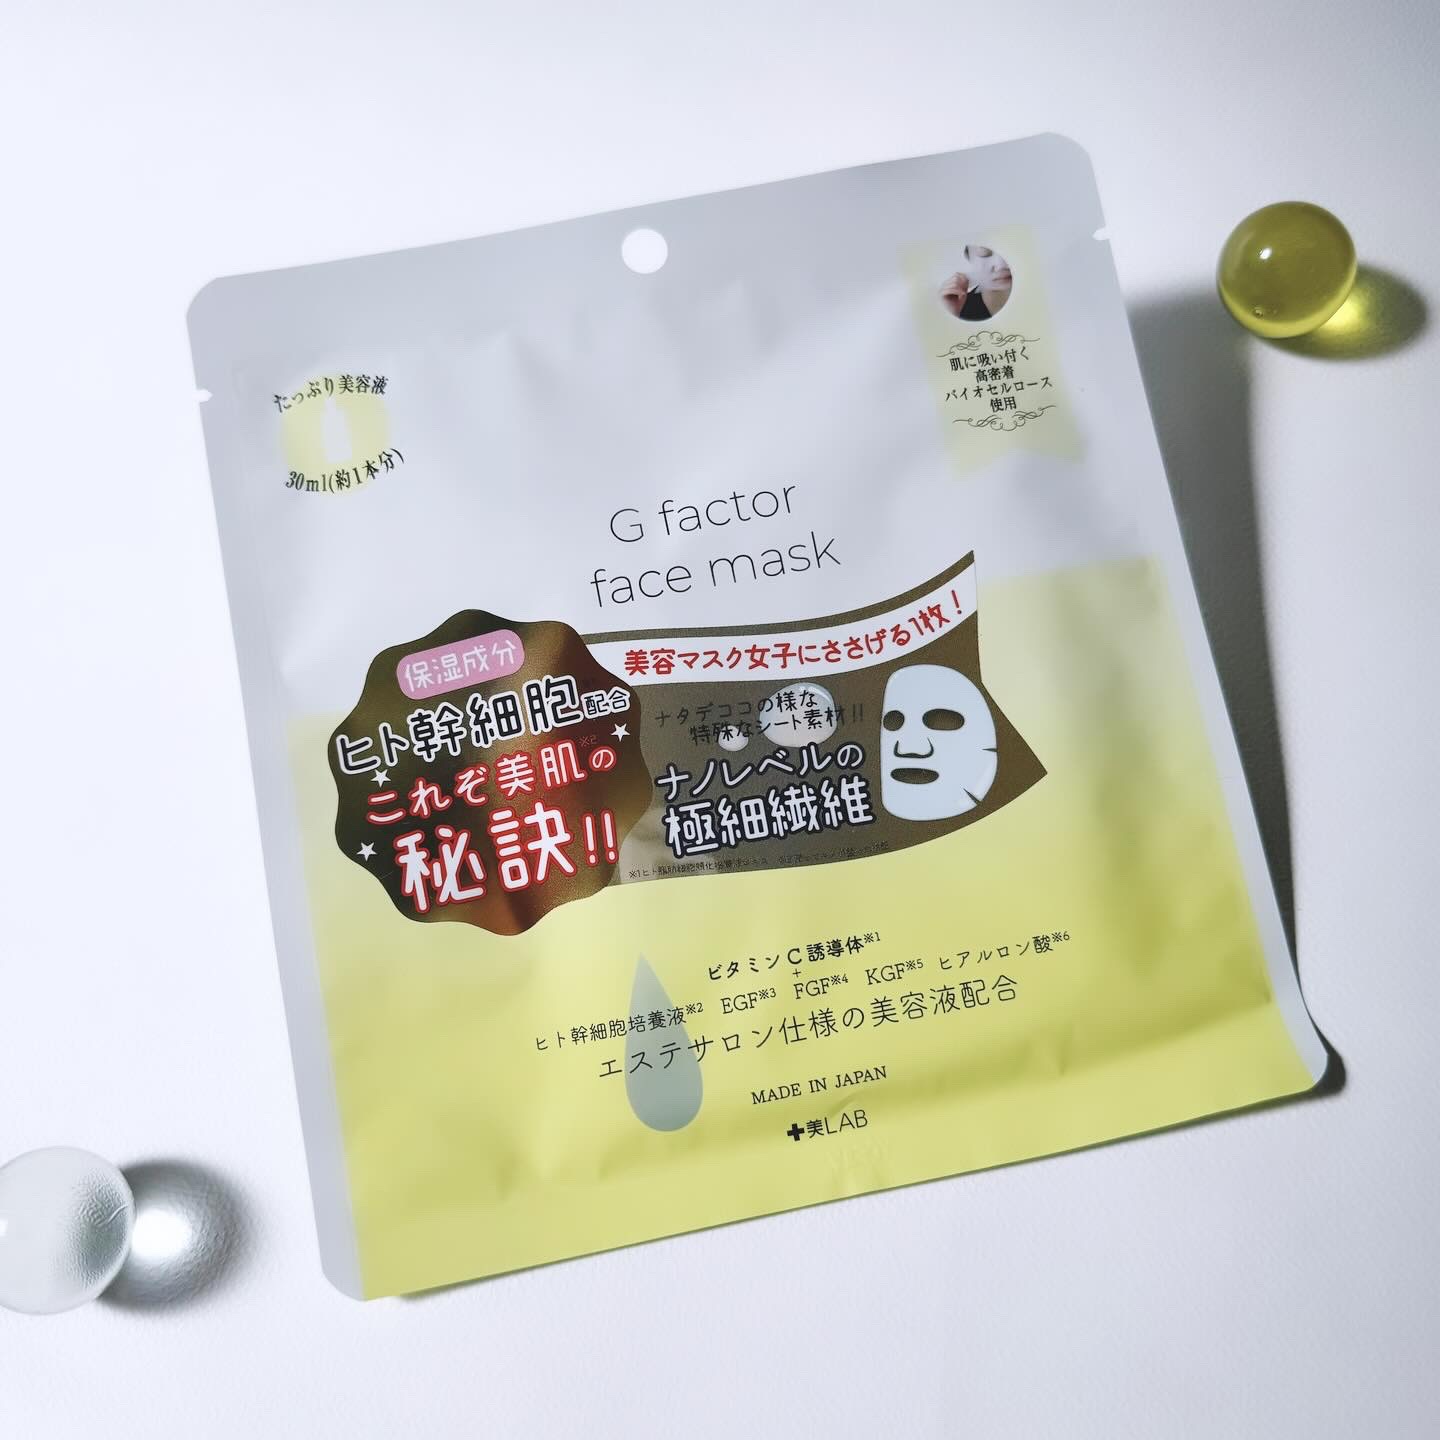 たっぷり美容液
30ml(約1本分)
肌に吸い付く
高密着
バイオセルロース
使用
G factor
face mask
美容マスク女子にささげる1枚!
保湿成分
ヒト幹細胞配合
これぞ美肌※2の
秘訣!!
ナタデココの様な
特殊なシート素材!!
ナノレベルの
極細繊維
ビタミンC誘導体※1
+
ヒト幹細胞培養液※2 EGF※3 FGF※4 KGF※5 ヒアルロン酸※6
エステサロン仕様の美容液配合
MADE IN JAPAN
美LAB